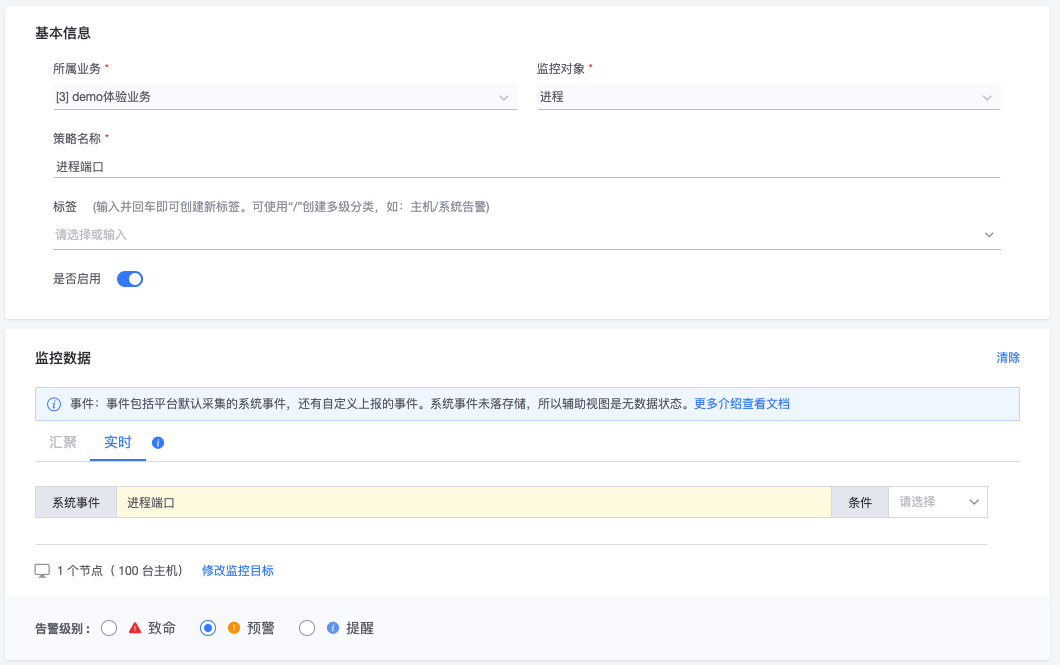 基本信息
所属业务 * 监控对象 *
[3] demo体验业务 进程
策略名称 *
进程端口
标签 (输入并回车即可创建新标签。可使用“/”创建多级分类，如：主机/系统告警)
请选择或输入
是否启用
监控数据 清除
事件：事件包括平台默认采集的系统事件，还有自定义上报的事件。系统事件未落存储，所以辅助视图是无数据状态。更多介绍查看文档
汇聚 实时
系统事件 进程端口 条件 请选择
1 个节点（ 100 台主机） 修改监控目标
告警级别 : 致命 预警 提醒